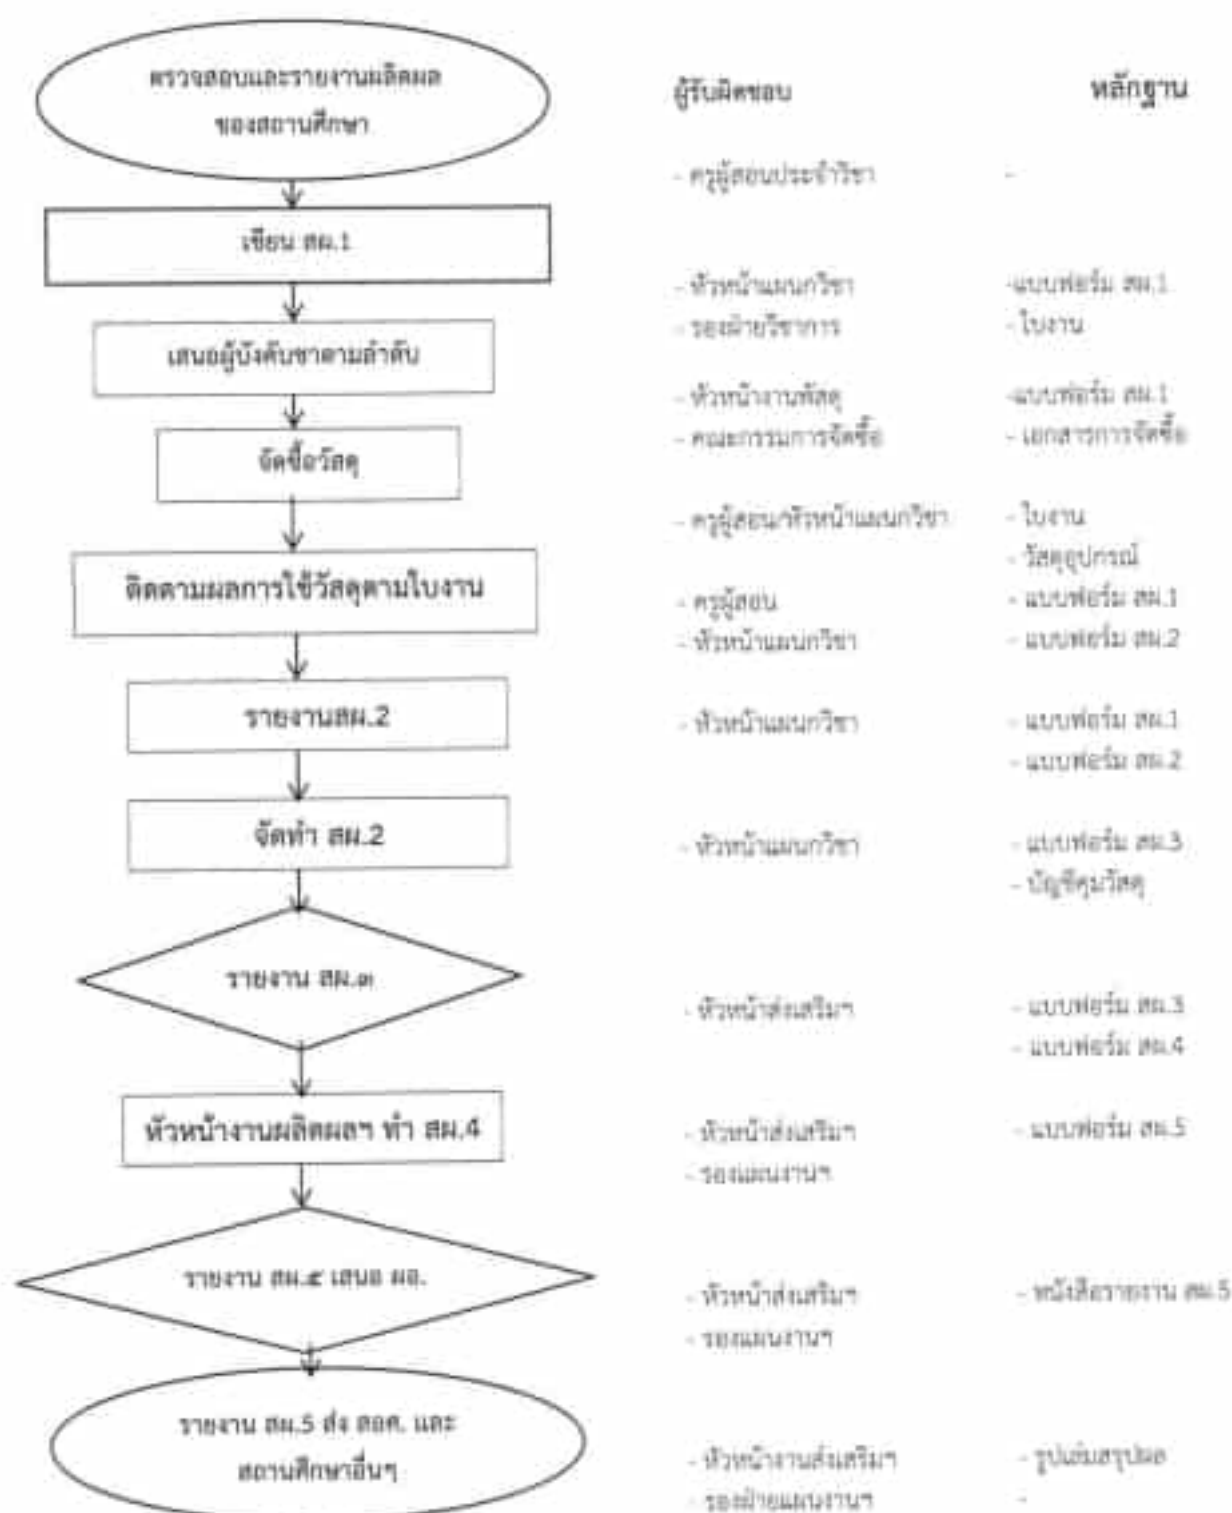 ตรวจสอบและรายงานผลิตผล
ของสถานศึกษา
ผู้รับผิดชอบ หลักฐาน
- ครูผู้สอนประจำวิชา -
เขียน สผ.1
- หัวหน้าแผนกวิชา -แบบฟอร์ม สผ.1
- รองฝ่ายวิชาการ - ใบงาน
เสนอผู้บังคับชาตามลำดับ
- หัวหน้างานพัสดุ -แบบฟอร์ม สผ.1
- คณะกรรมการจัดซื้อ - เอกสารการจัดซื้อ
จัดซื้อวัสดุ
- ครูผู้สอน/หัวหน้าแผนกวิชา - ใบงาน
- วัสดุอุปกรณ์
ติดตามผลการใช้วัสดุตามใบงาน
- ครูผู้สอน - แบบฟอร์ม สผ.1
- หัวหน้าแผนกวิชา - แบบฟอร์ม สผ.2
รายงานสผ.2
- หัวหน้าแผนกวิชา - แบบฟอร์ม สผ.1
- แบบฟอร์ม สผ.2
จัดทำ สผ.2
- หัวหน้าแผนกวิชา - แบบฟอร์ม สผ.3
- บัญชีคุมวัสดุ
รายงาน สผ.๓
- หัวหน้าส่งเสริมฯ - แบบฟอร์ม สผ.3
- แบบฟอร์ม สผ.4
หัวหน้างานผลิตผลฯ ทำ สผ.4
- หัวหน้าส่งเสริมฯ - แบบฟอร์ม สผ.5
- รองแผนงานฯ
รายงาน สผ.๕ เสนอ ผอ.
- หัวหน้าส่งเสริมฯ - หนังสือรายงาน สผ.5
- รองแผนงานฯ
รายงาน สผ.5 ส่ง สอศ. และ
สถานศึกษาอื่นๆ
- หัวหน้างานส่งเสริมฯ - รูปเล่มสรุปผล
- รองฝ่ายแผนงานฯ -